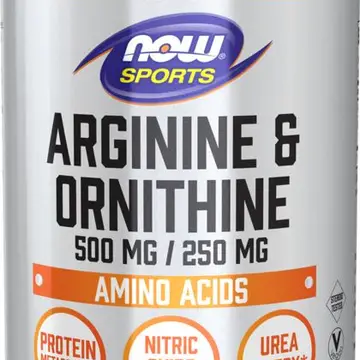 NOW
SPORTS
ARGININE &
ORNITHINE
500 MG / 250 MG
AMINO ACIDS
PROTEIN
NITRIC
UREA